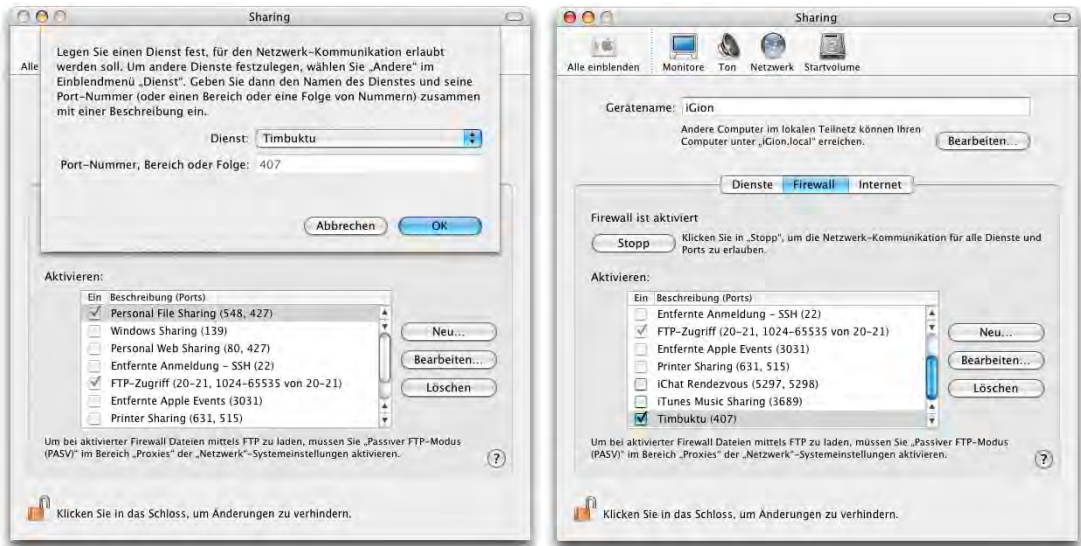 Sharing
Alle
Legen Sie einen Dienst fest, für den Netzwerk-Kommunikation erlaubt
werden soll. Um andere Dienste festzulegen, wählen Sie „Andere“ im
Einblendmenü „Dienst“. Geben Sie dann den Namen des Dienstes und seine
Port-Nummer (oder einen Bereich oder eine Folge von Nummern) zusammen
mit einer Beschreibung ein.
Dienst: Timbuktu
Port-Nummer, Bereich oder Folge: 407
Abbrechen OK
Aktivieren:
Ein Beschreibung (Ports)
Personal File Sharing (548, 427)
Windows Sharing (139)
Personal Web Sharing (80, 427)
Entfernte Anmeldung – SSH (22)
FTP-Zugriff (20-21, 1024-65535 von 20-21)
Entfernte Apple Events (3031)
Printer Sharing (631, 515)
Neu...
Bearbeiten...
Löschen
Um bei aktivierter Firewall Dateien mittels FTP zu laden, müssen Sie „Passiver FTP-Modus
(PASV)“ im Bereich „Proxies“ der „Netzwerk“-Systemeinstellungen aktivieren.
?
Klicken Sie in das Schloss, um Änderungen zu verhindern.
Sharing
Alle einblenden Monitore Ton Netzwerk Startvolume
Gerätename: iGion
Andere Computer im lokalen Teilnetz können Ihren
Computer unter „iGion.local“ erreichen.
Bearbeiten...
Dienste Firewall Internet
Firewall ist aktiviert
Stopp
Klicken Sie in „Stopp“, um die Netzwerk-Kommunikation für alle Dienste und
Ports zu erlauben.
Aktivieren:
Ein Beschreibung (Ports)
Entfernte Anmeldung – SSH (22)
FTP-Zugriff (20-21, 1024-65535 von 20-21)
Entfernte Apple Events (3031)
Printer Sharing (631, 515)
iChat Rendezvous (5297, 5298)
iTunes Music Sharing (3689)
Timbuktu (407)
Neu...
Bearbeiten...
Löschen
Um bei aktivierter Firewall Dateien mittels FTP zu laden, müssen Sie „Passiver FTP-Modus
(PASV)“ im Bereich „Proxies“ der „Netzwerk“-Systemeinstellungen aktivieren.
?
Klicken Sie in das Schloss, um Änderungen zu verhindern.